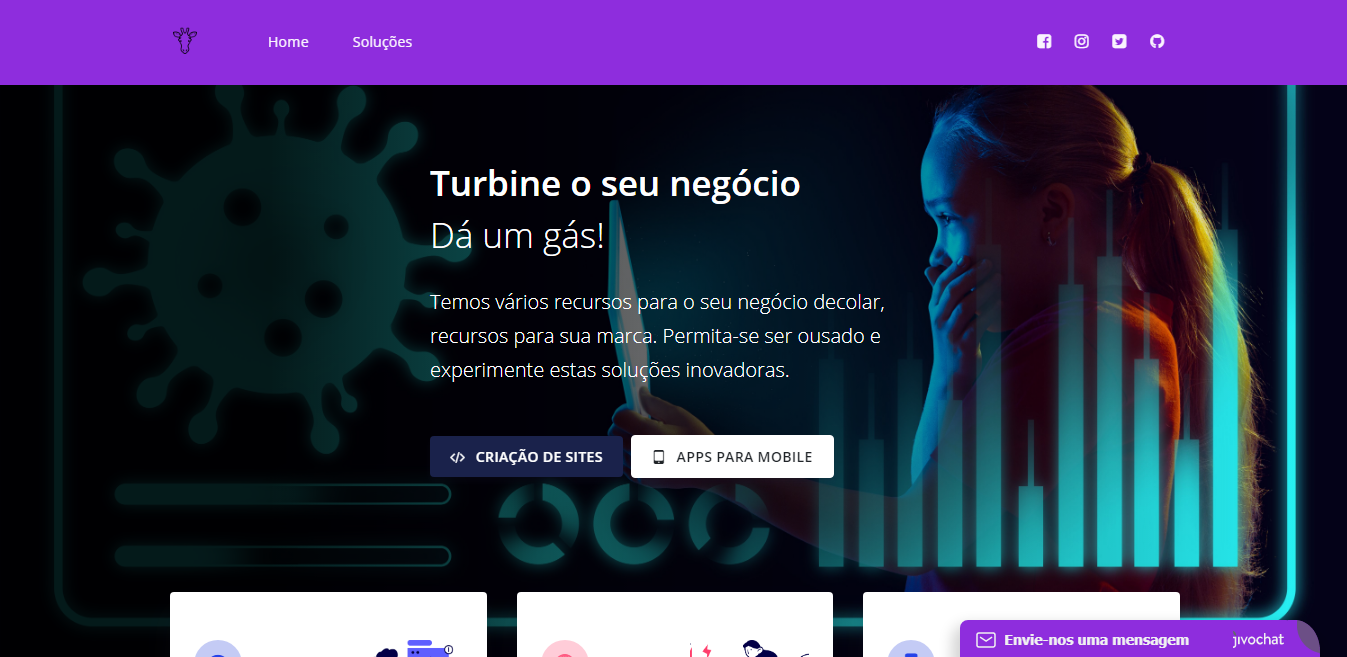 Home
Soluções
Turbine o seu negócio
Dá um gás!
Temos vários recursos para o seu negócio decolar,
recursos para sua marca. Permita-se ser ousado e
experimente estas soluções inovadoras.
</> CRIAÇÃO DE SITES
APPS PARA MOBILE
Envie-nos uma mensagem
jivochat